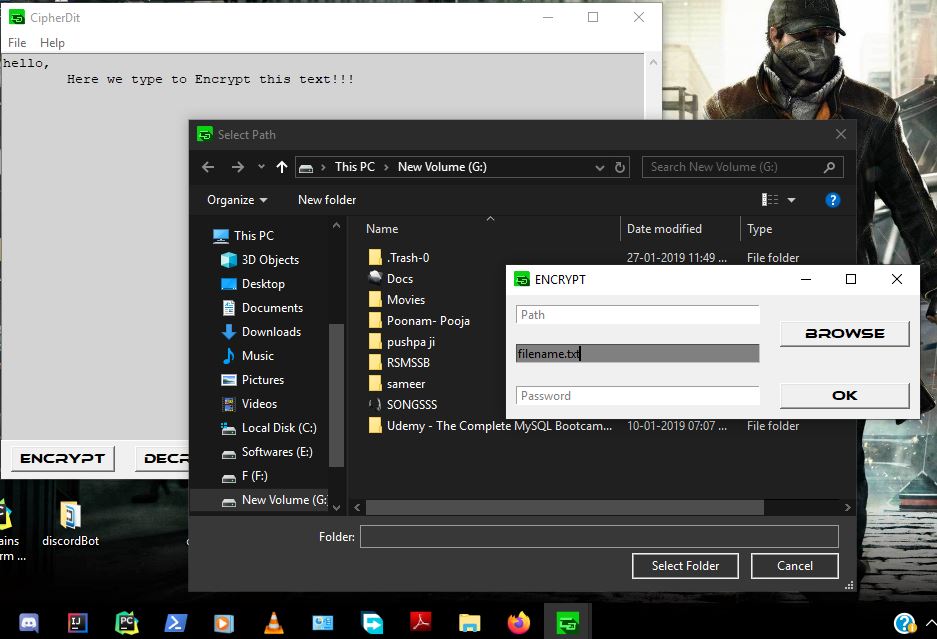 CipherDit
File Help
hello,
Here we type to Encrypt this text!!!
Select Path
This PC > New Volume (G:)
Search New Volume (G:)
Organize
New folder
?
This PC
3D Objects
Desktop
Documents
Downloads
Music
Pictures
Videos
Local Disk (C:)
Softwares (E:)
F (F:)
New Volume (G:
Name Date modified Type
.Trash-0 27-01-2019 11:49 ... File folder
Docs
Movies
Poonam- Pooja
pushpa ji
RSMSSB
sameer
SONGSSS
Udemy - The Complete MySQL Bootcam... 10-01-2019 07:07 ... File folder
ENCRYPT
Path
BROWSE
filename.txt
Password
OK
ENCRYPT
DECR
Folder:
Select Folder
Cancel
ains
rm ...
discordBot
IJ
PC
?